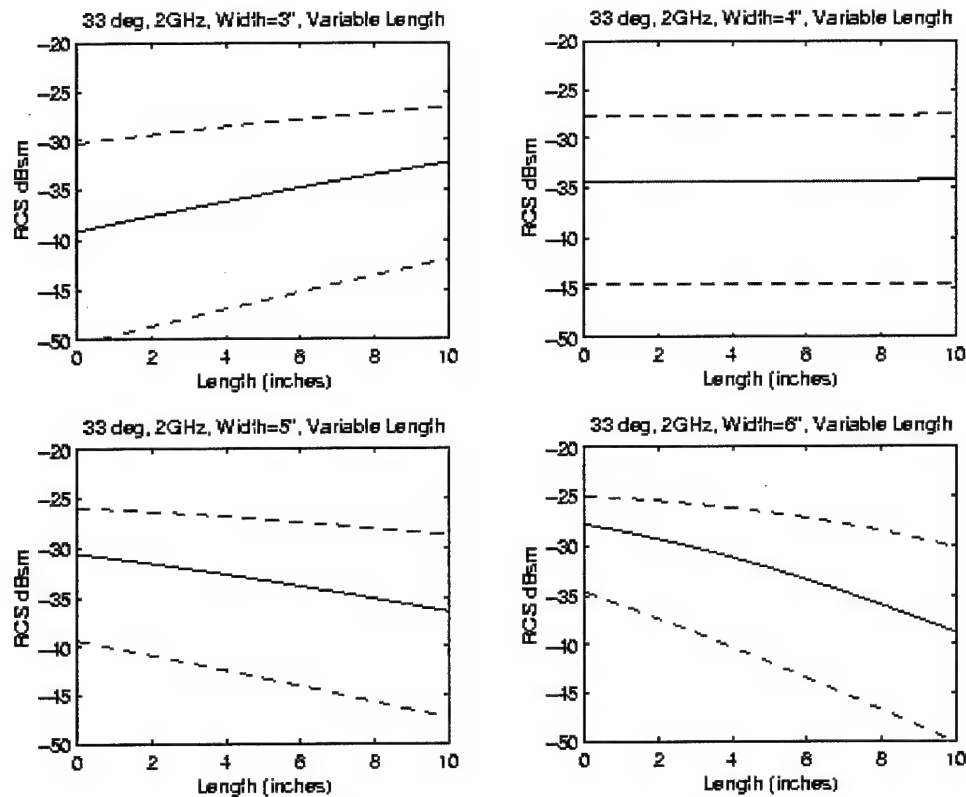 33 deg, 2GHz, Width=3", Variable Length
−20
−25
−30
−35
−40
−45
−50
RCS dBsm
0 2 4 6 8 10
Length (inches)
33 deg, 2GHz, Width=4", Variable Length
−20
−25
−30
−35
−40
−45
−50
RCS dBsm
0 2 4 6 8 10
Length (inches)
33 deg, 2GHz, Width=5", Variable Length
−20
−25
−30
−35
−40
−45
−50
RCS dBsm
0 2 4 6 8 10
Length (inches)
33 deg, 2GHz, Width=6", Variable Length
−20
−25
−30
−35
−40
−45
−50
RCS dBsm
0 2 4 6 8 10
Length (inches)